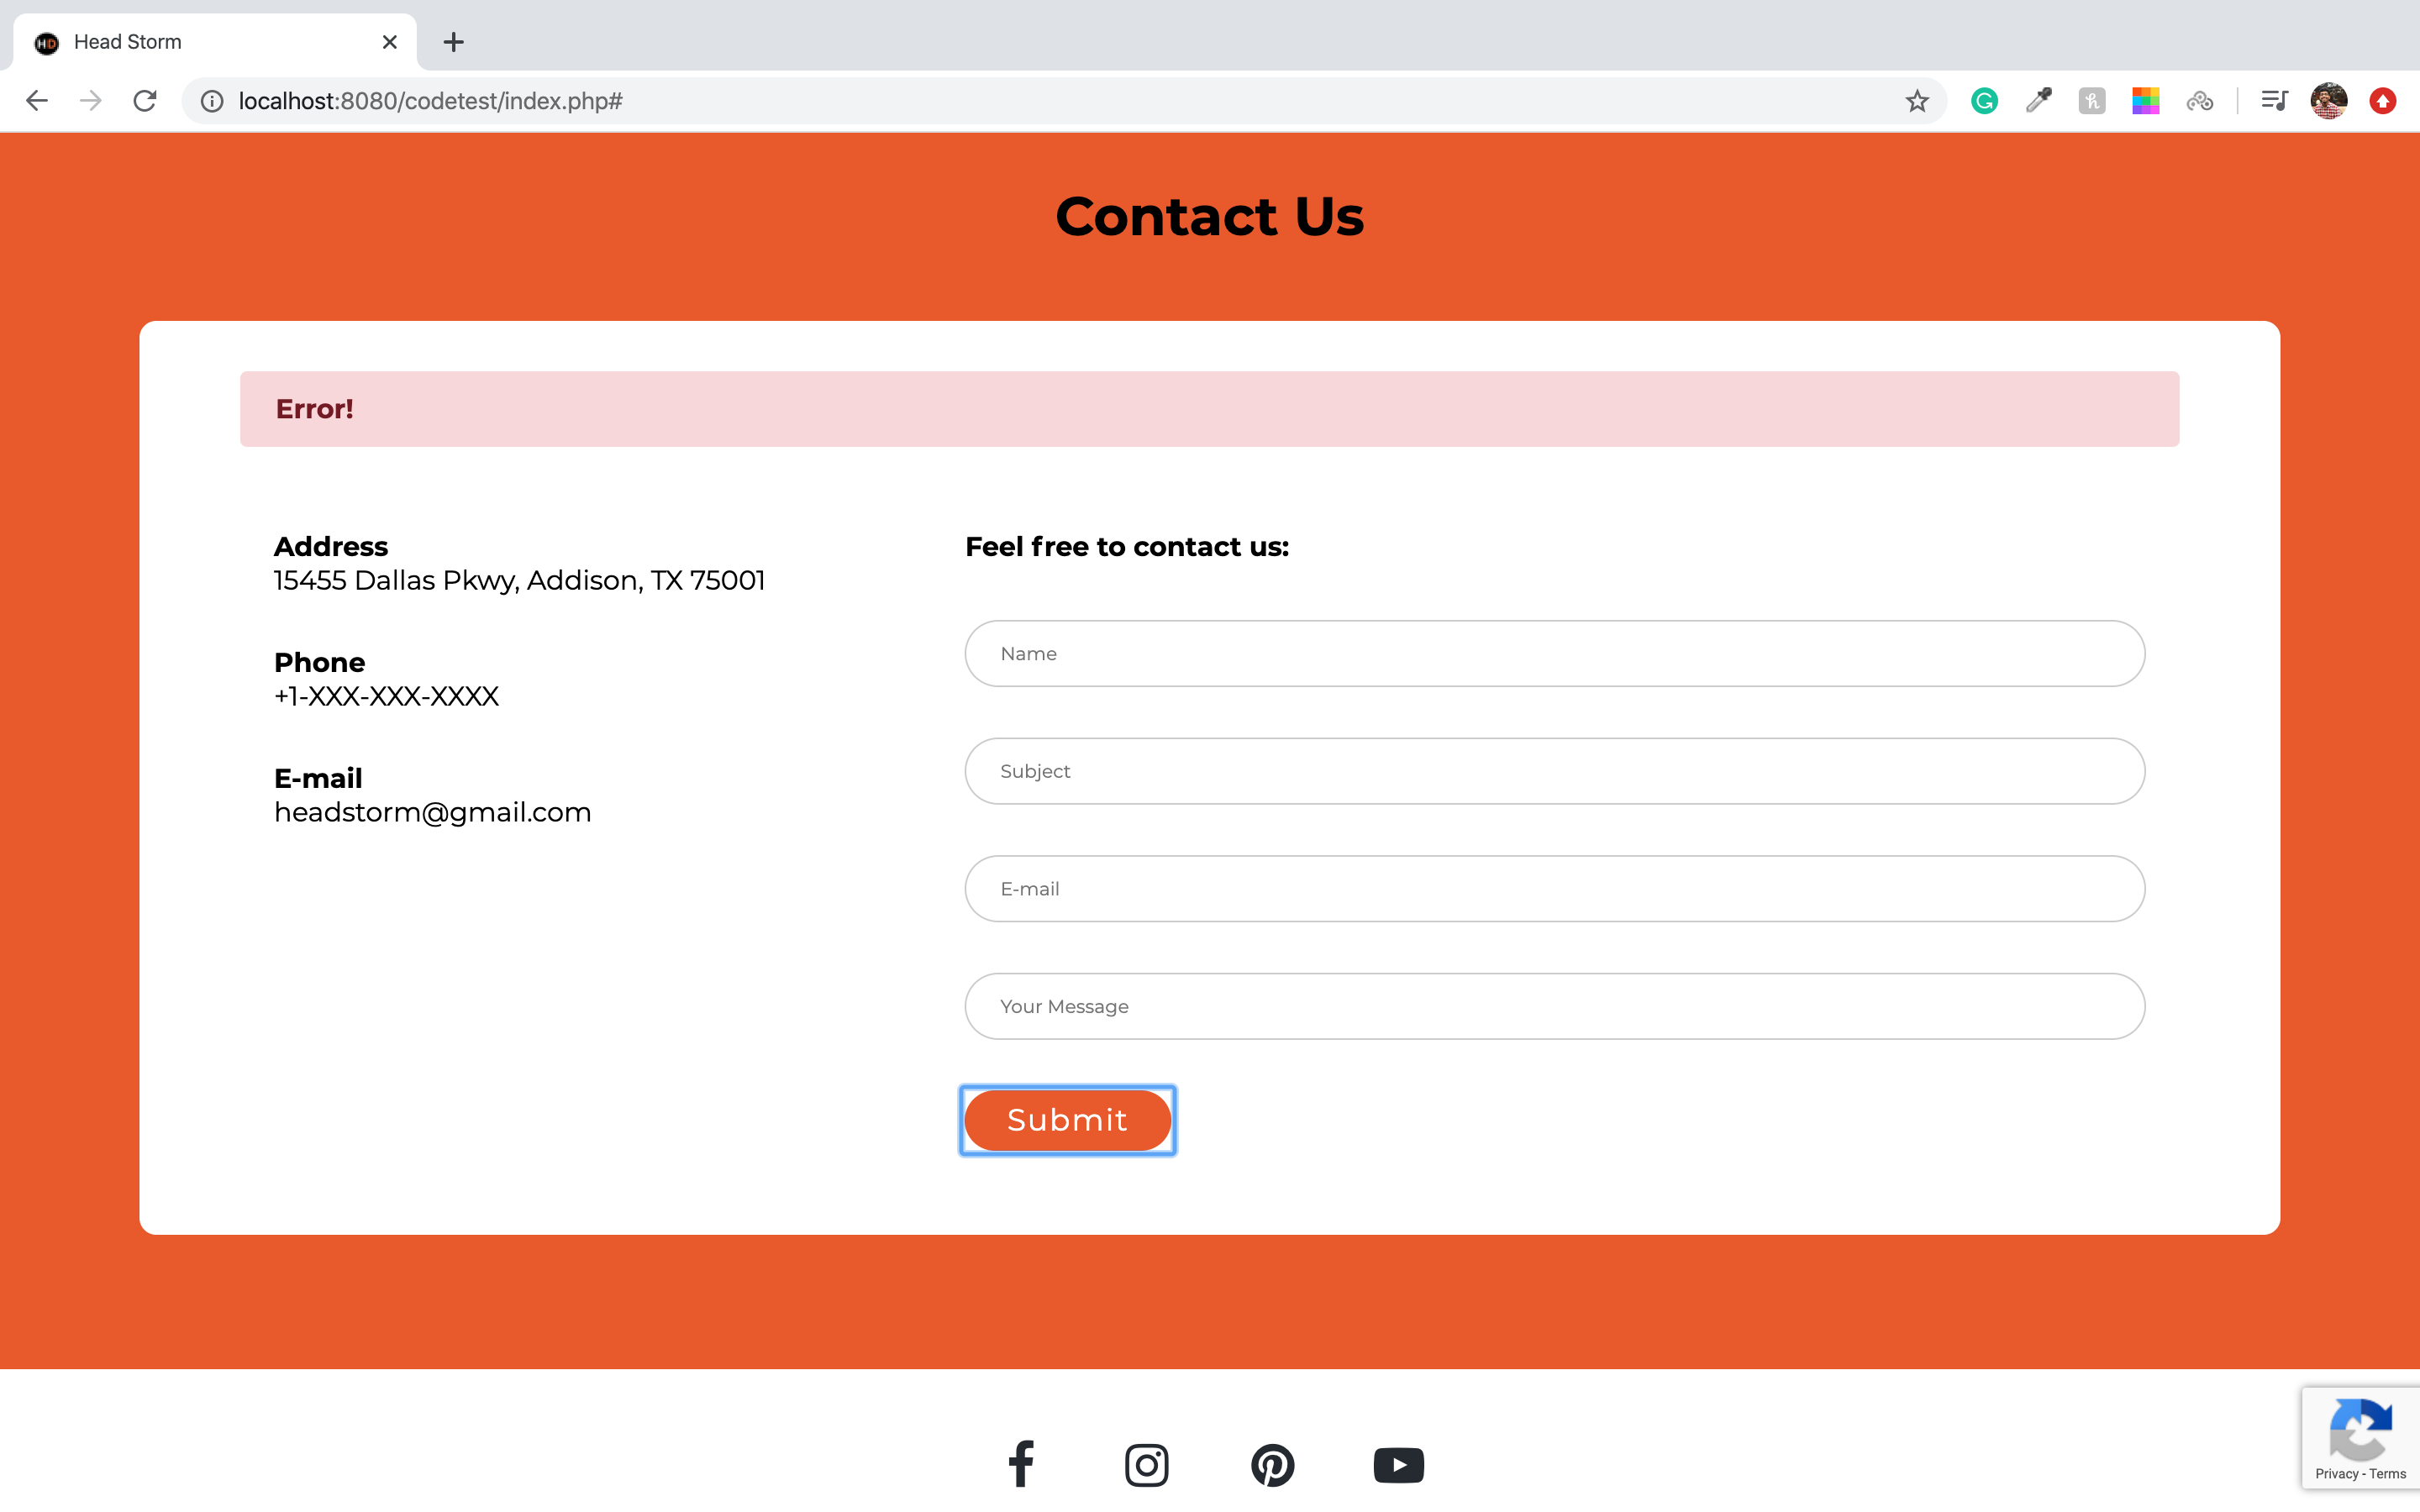 HD Head Storm
localhost:8080/codetest/index.php#
Contact Us
Error!
Address
15455 Dallas Pkwy, Addison, TX 75001
Phone
+1-XXX-XXX-XXXX
E-mail
headstorm@gmail.com
Feel free to contact us:
Name
Subject
E-mail
Your Message
Submit
Privacy - Terms